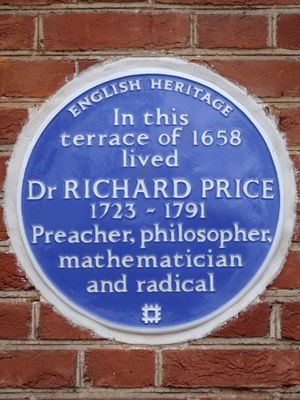 ENGLISH HERITAGE
In this
terrace of 1658
lived
Dr RICHARD PRICE
1723 - 1791
Preacher, philosopher,
mathematician
and radical